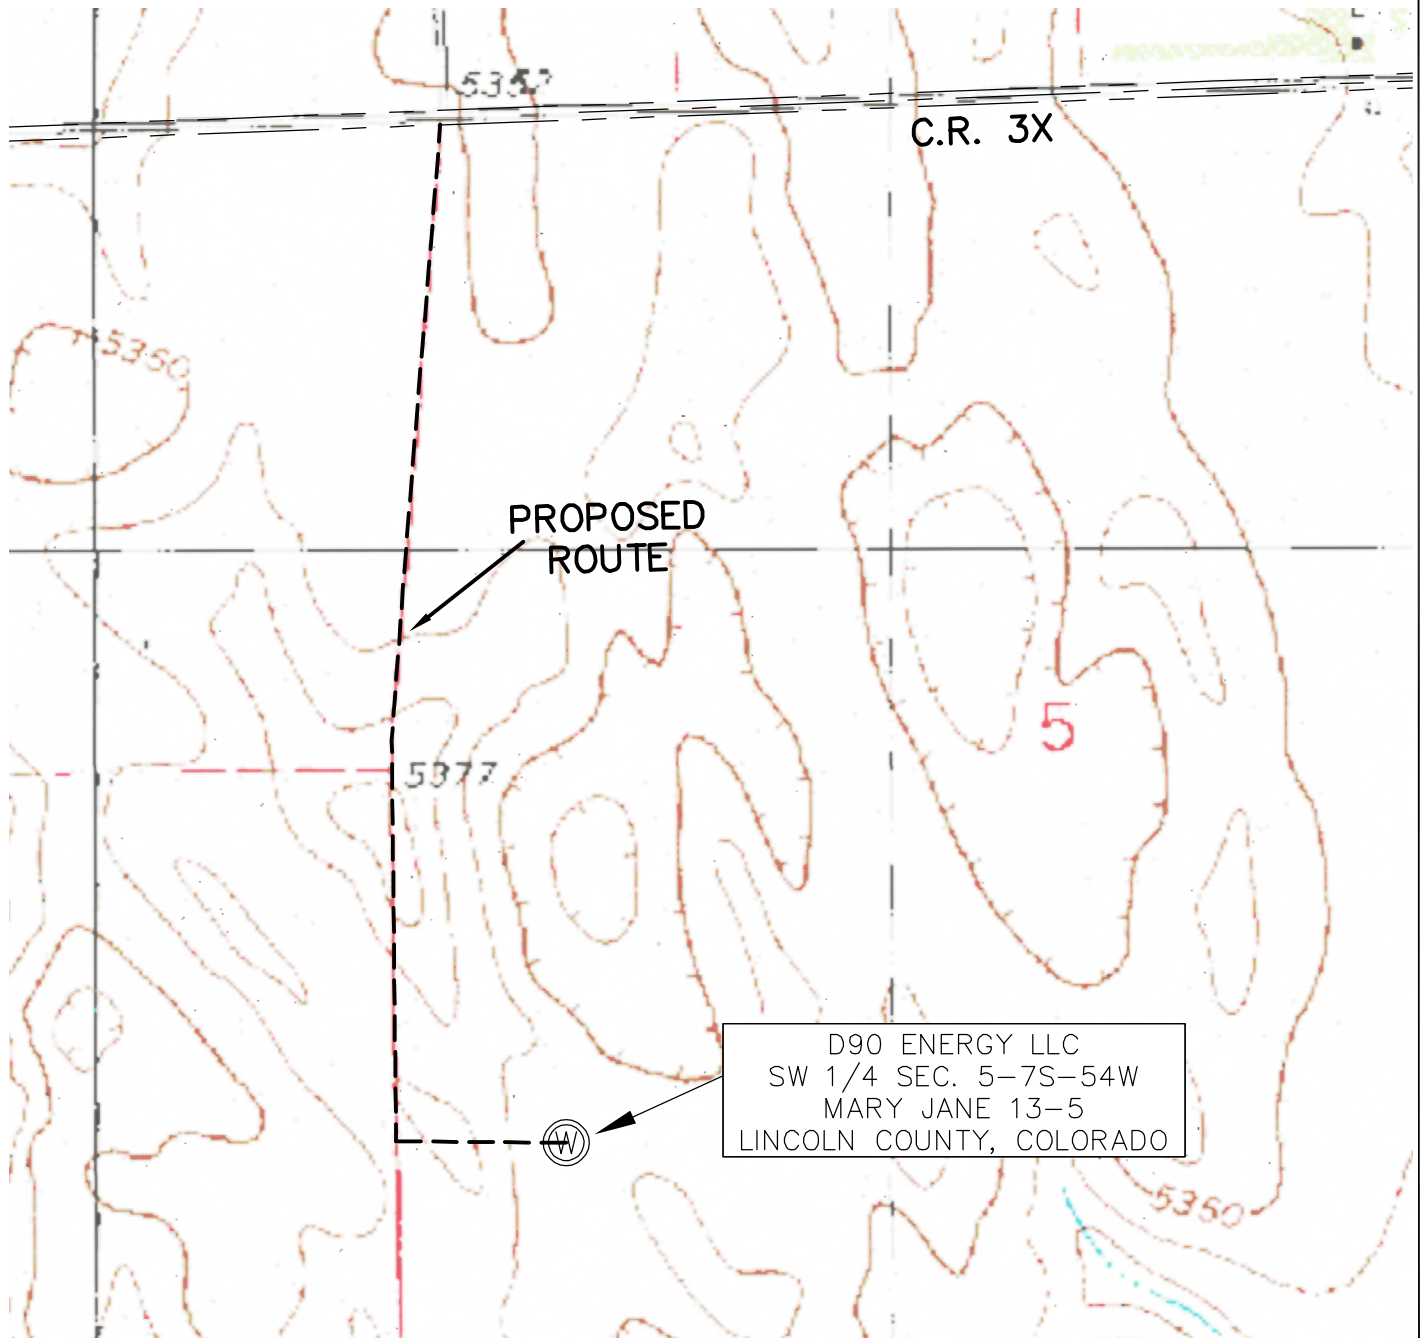 5357
C.R. 3X
5350
PROPOSED
ROUTE
5
5377
D90 ENERGY LLC
SW 1/4 SEC. 5-7S-54W
MARY JANE 13-5
LINCOLN COUNTY, COLORADO
W
5350